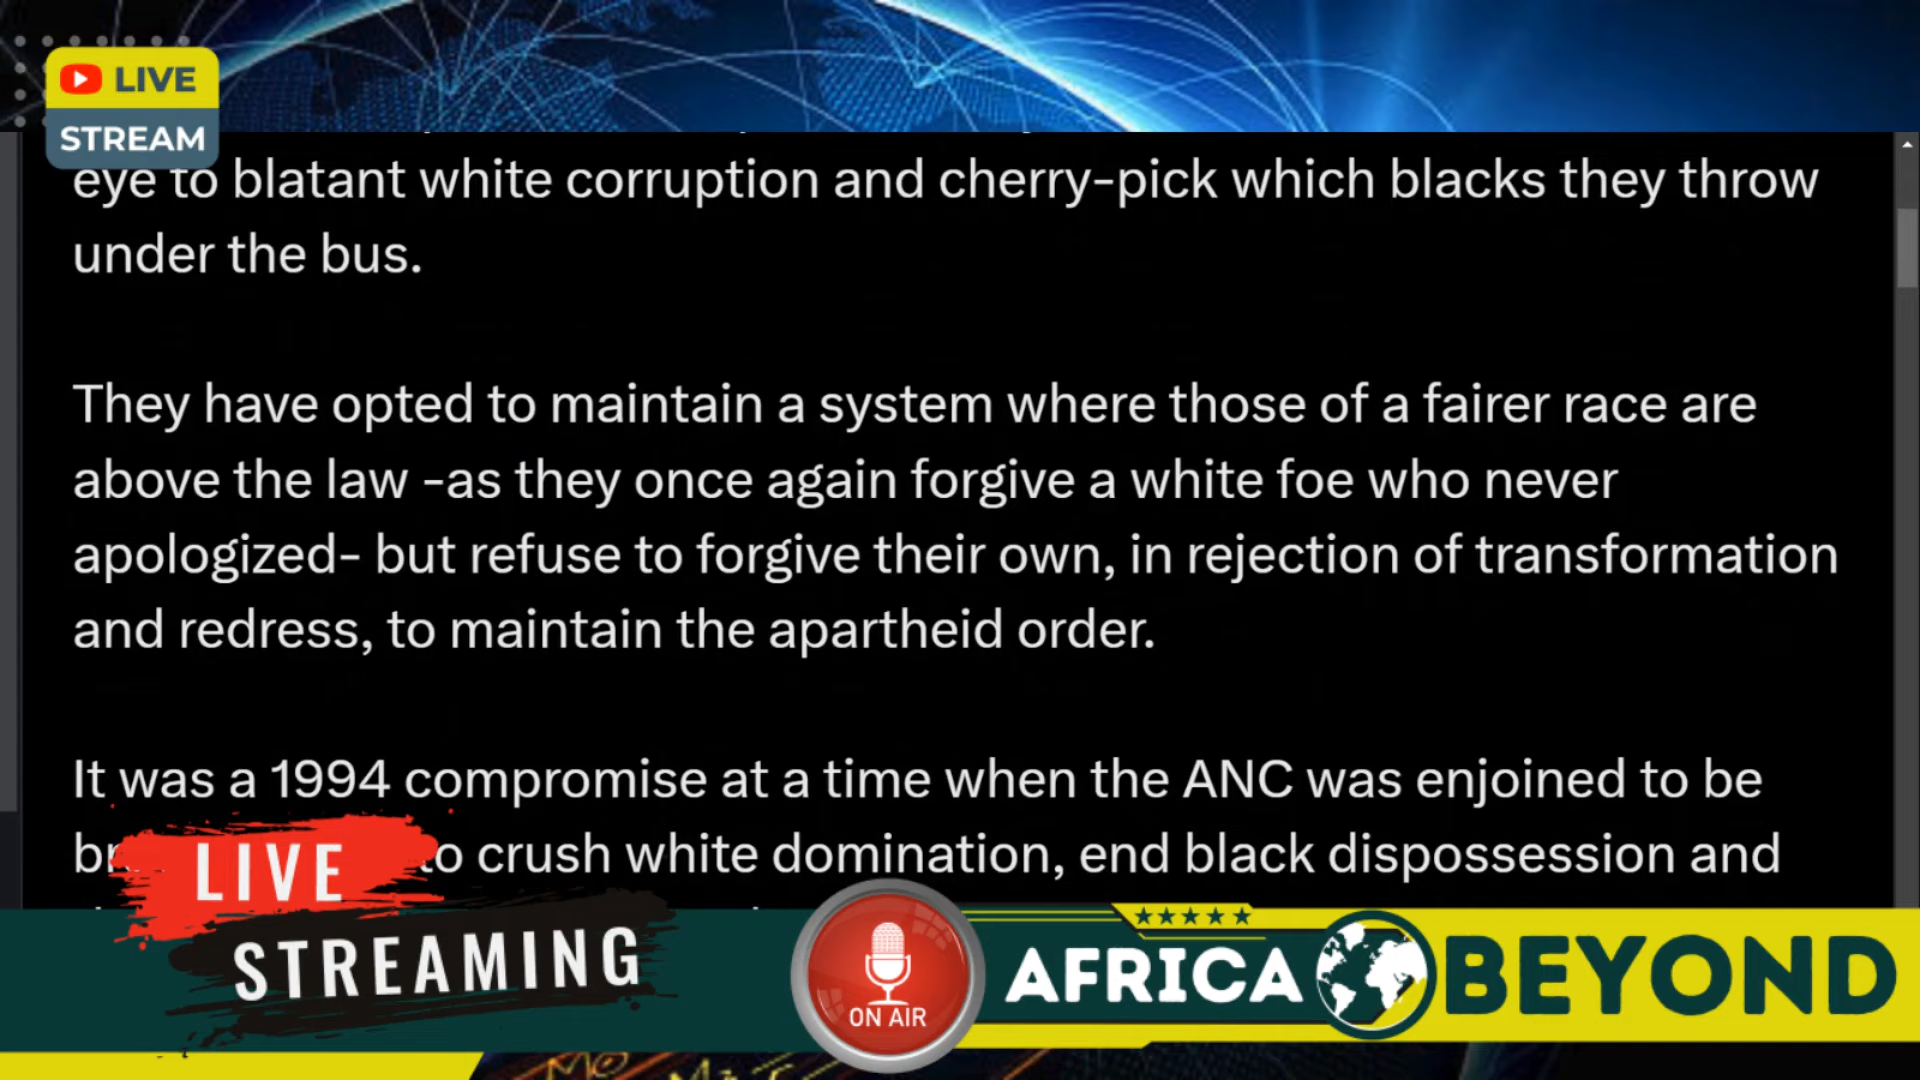 LIVE
STREAM
eye to blatant white corruption and cherry-pick which blacks they throw
under the bus.
They have opted to maintain a system where those of a fairer race are
above the law -as they once again forgive a white foe who never
apologized- but refuse to forgive their own, in rejection of transformation
and redress, to maintain the apartheid order.
It was a 1994 compromise at a time when the ANC was enjoined to be
to crush white domination, end black dispossession and
LIVE
STREAMING
ON AIR
AFRICA BEYOND